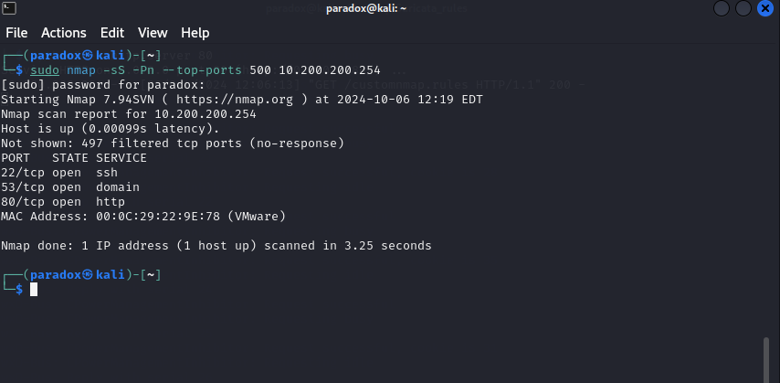 paradox@kali: ~
File Actions Edit View Help
┌──(paradox㉿kali)-[~]
└─$ sudo nmap -sS -Pn --top-ports 500 10.200.200.254
[sudo] password for paradox:
Starting Nmap 7.94SVN ( https://nmap.org ) at 2024-10-06 12:19 EDT
Nmap scan report for 10.200.200.254
Host is up (0.00099s latency).
Not shown: 497 filtered tcp ports (no-response)
PORT   STATE SERVICE
22/tcp open  ssh
53/tcp open  domain
80/tcp open  http
MAC Address: 00:0C:29:22:9E:78 (VMware)
Nmap done: 1 IP address (1 host up) scanned in 3.25 seconds
┌──(paradox㉿kali)-[~]
└─$